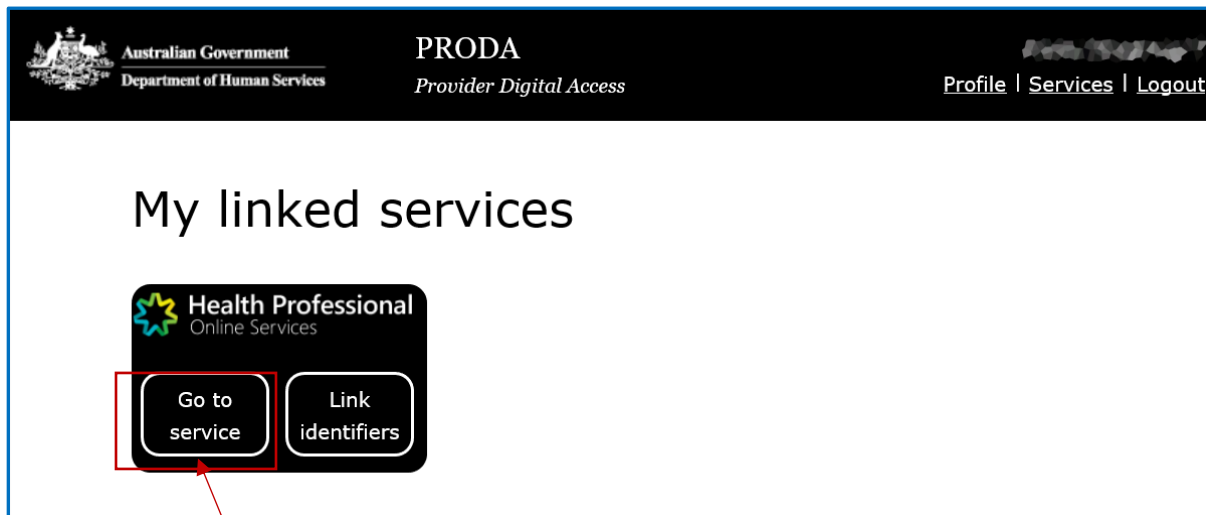 Australian Government
Department of Human Services
PRODA
Provider Digital Access
Profile | Services | Logout
My linked services
Health Professional
Online Services
Go to
service
Link
identifiers